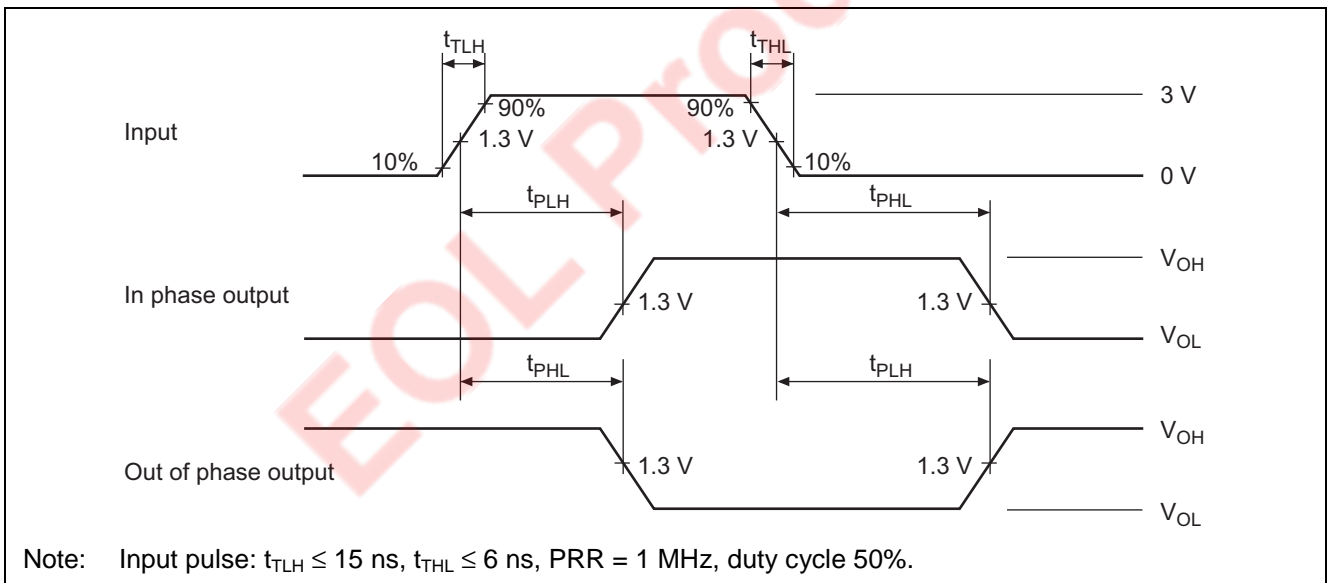 tTLH tTHL
3 V
90% 90%
Input 1.3 V 1.3 V
10% 10%
0 V
tPLH tPHL
VOH
In phase output 1.3 V 1.3 V
VOL
tPHL tPLH
VOH
Out of phase output 1.3 V 1.3 V
VOL
Note: Input pulse: tTLH ≤ 15 ns, tTHL ≤ 6 ns, PRR = 1 MHz, duty cycle 50%.
EOL Prod